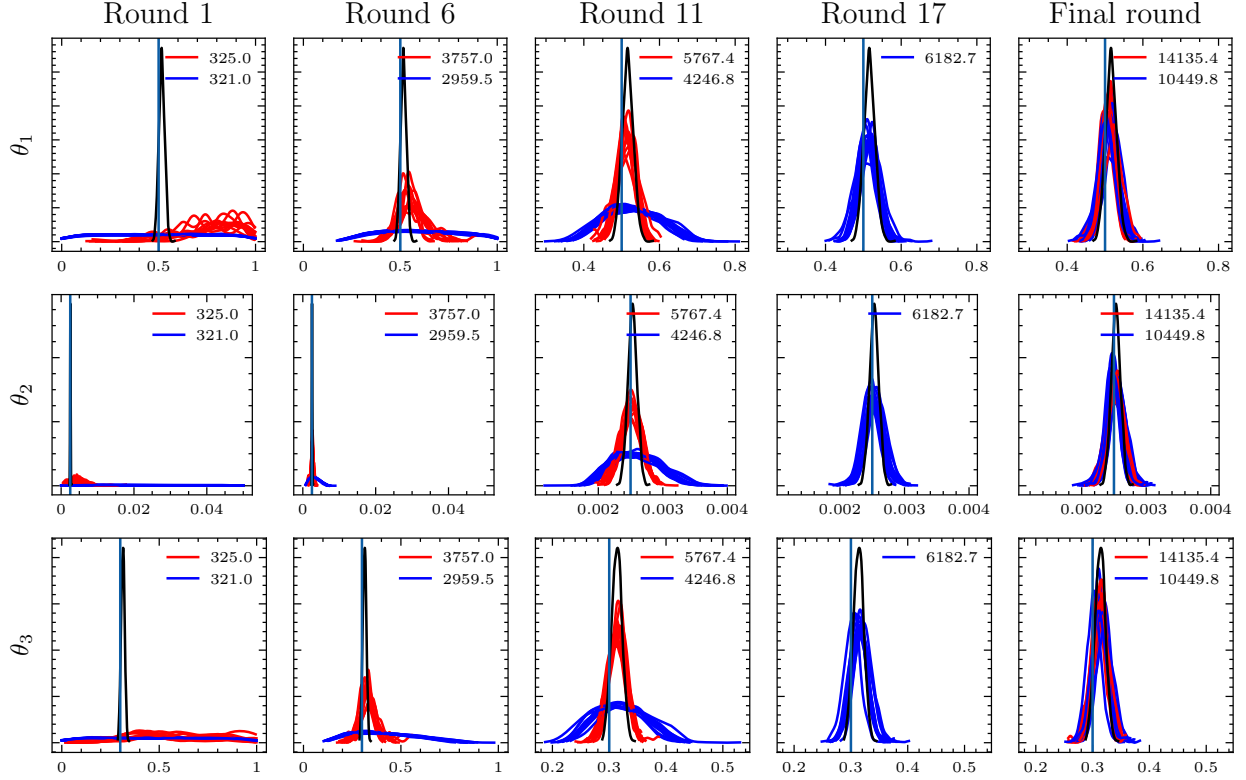 Round 1 Round 6 Round 11 Round 17 Final round
θ1
325.0 3757.0 5767.4 6182.7 14135.4
321.0 2959.5 4246.8 10449.8
0 0.5 1 0 0.5 1 0.4 0.6 0.8 0.4 0.6 0.8 0.4 0.6 0.8
θ2
325.0 3757.0 5767.4 6182.7 14135.4
321.0 2959.5 4246.8 10449.8
0 0.02 0.04 0 0.02 0.04 0.002 0.003 0.004 0.002 0.003 0.004 0.002 0.003 0.004
θ3
325.0 3757.0 5767.4 6182.7 14135.4
321.0 2959.5 4246.8 10449.8
0 0.5 1 0 0.5 1 0.2 0.3 0.4 0.5 0.2 0.3 0.4 0.5 0.2 0.3 0.4 0.5